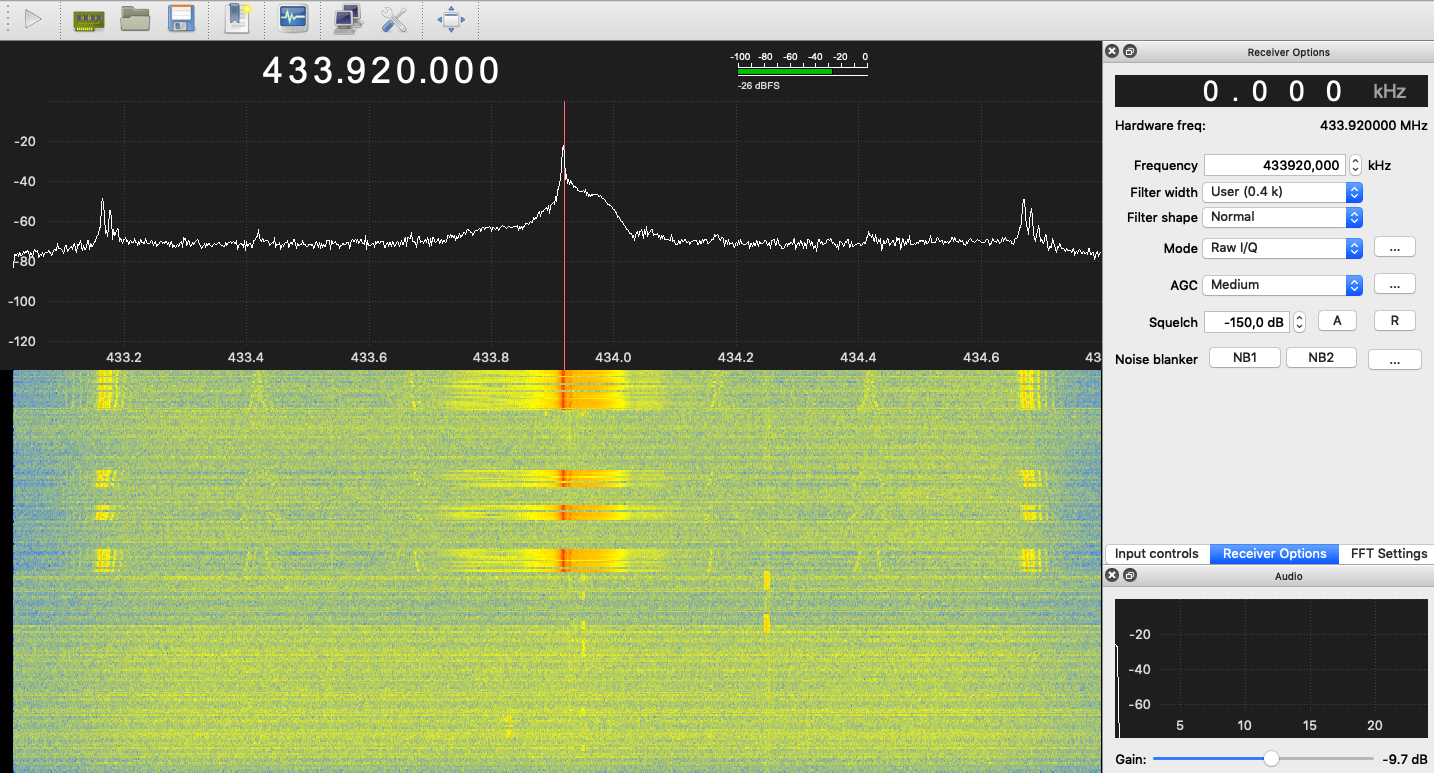 433.920.000
-100 -80 -60 -40 -20 0
-26 dBFS
-20
-40
-60
-80
-100
-120
433.2 433.4 433.6 433.8 434.0 434.2 434.4 434.6 43
Receiver Options
0.000 kHz
Hardware freq: 433.920000 MHz
Frequency 433920,000 kHz
Filter width User (0.4 k)
Filter shape Normal
Mode Raw I/Q ...
AGC Medium ...
Squelch -150,0 dB A R
Noise blanker NB1 NB2 ...
Input controls Receiver Options FFT Settings
Audio
-20
-40
-60
5 10 15 20
Gain: -9.7 dB